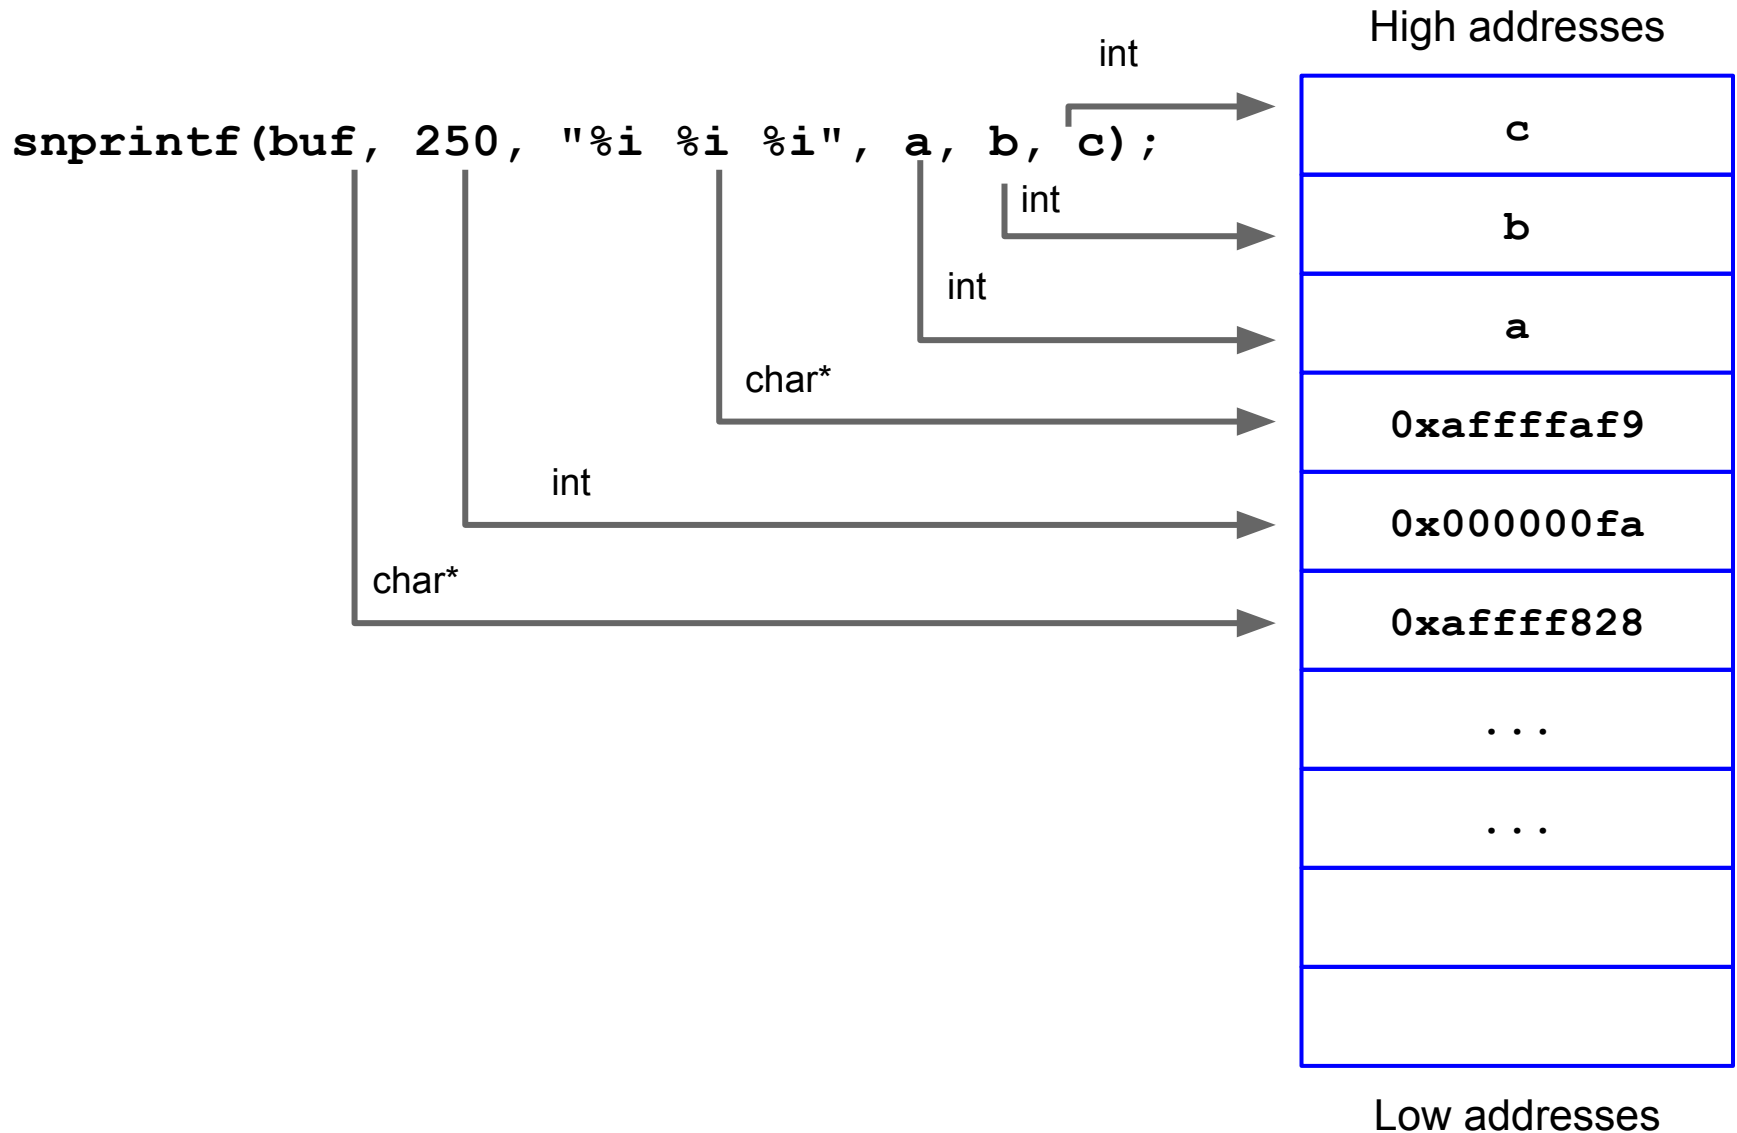 High addresses
int
snprintf(buf, 250, "%i %i %i", a, b, c);
c
int
b
int
a
char*
0xaffffaf9
int
0x000000fa
char*
0xaffff828
...
...
Low addresses